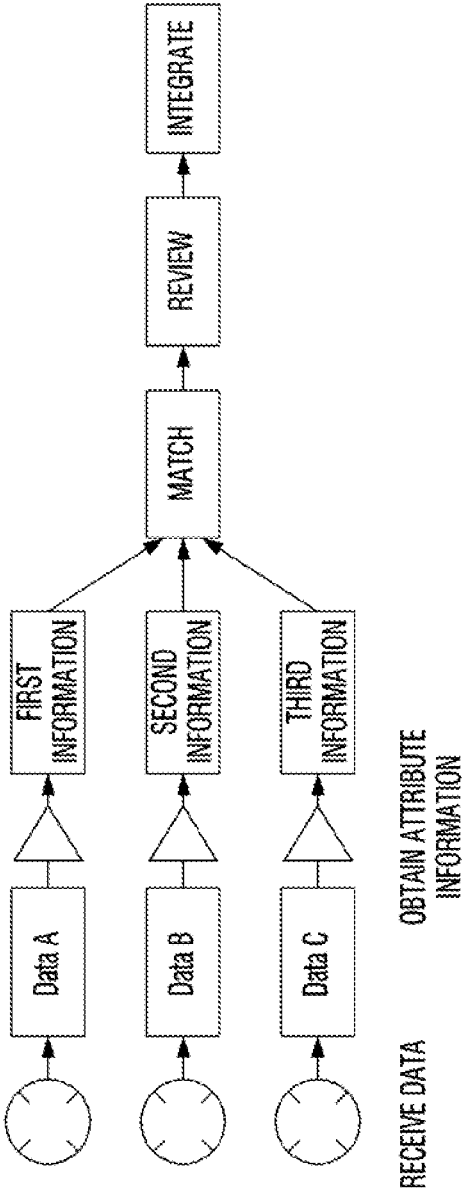 Data A
FIRST
INFORMATION
Data B
SECOND
INFORMATION
MATCH
REVIEW
INTEGRATE
Data C
THIRD
INFORMATION
RECEIVE DATA
OBTAIN ATTRIBUTE
INFORMATION